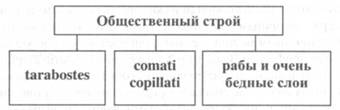 Общественный строй
tarabostes
comati
copillati
рабы и очень
бедные слои